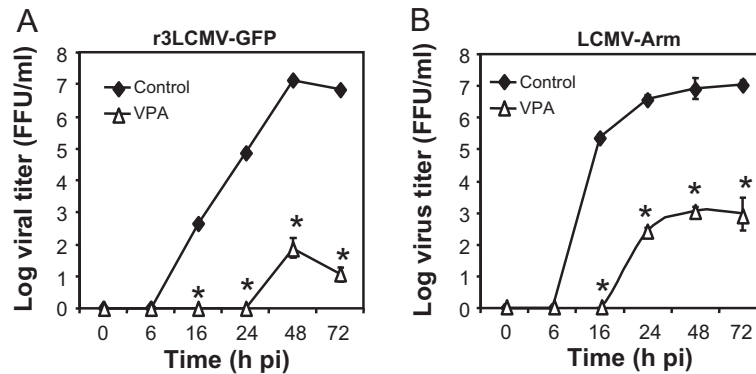 A
r3LCMV-GFP
Log viral titer (FFU/ml)
8
7
6
5
4
3
2
1
0
Control
VPA
*
*
*
*
0 6 16 24 48 72
Time (h pi)
B
LCMV-Arm
Log virus titer (FFU/ml)
8
7
6
5
4
3
2
1
0
Control
VPA
*
*
*
*
0 6 16 24 48 72
Time (h pi)